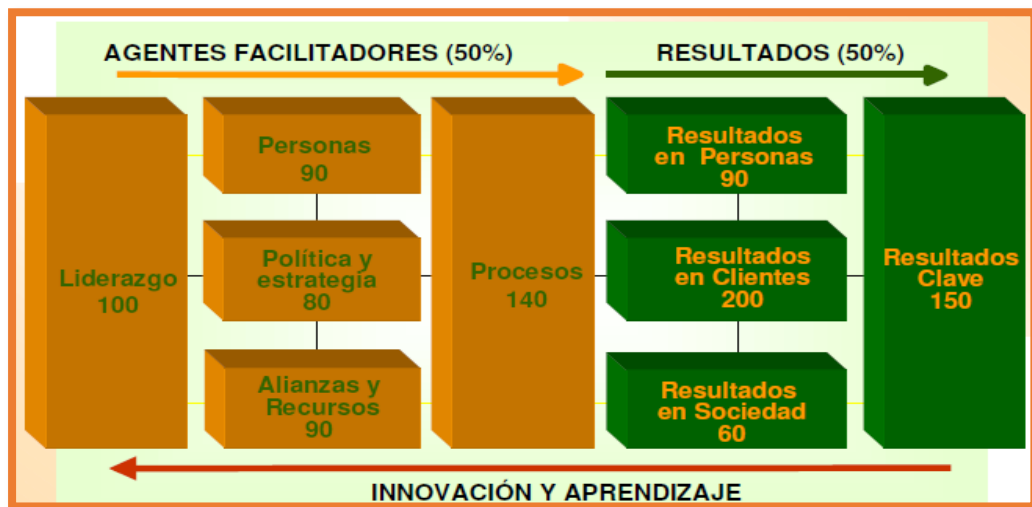 AGENTES FACILITADORES (50%)
RESULTADOS (50%)
Liderazgo
100
Personas
90
Política y
estrategía
80
Alianzas y
Recursos
90
Procesos
140
Resultados
en Personas
90
Resultados
en Clientes
200
Resultados
en Sociedad
60
Resultados
Clave
150
INNOVACIÓN Y APRENDIZAJE